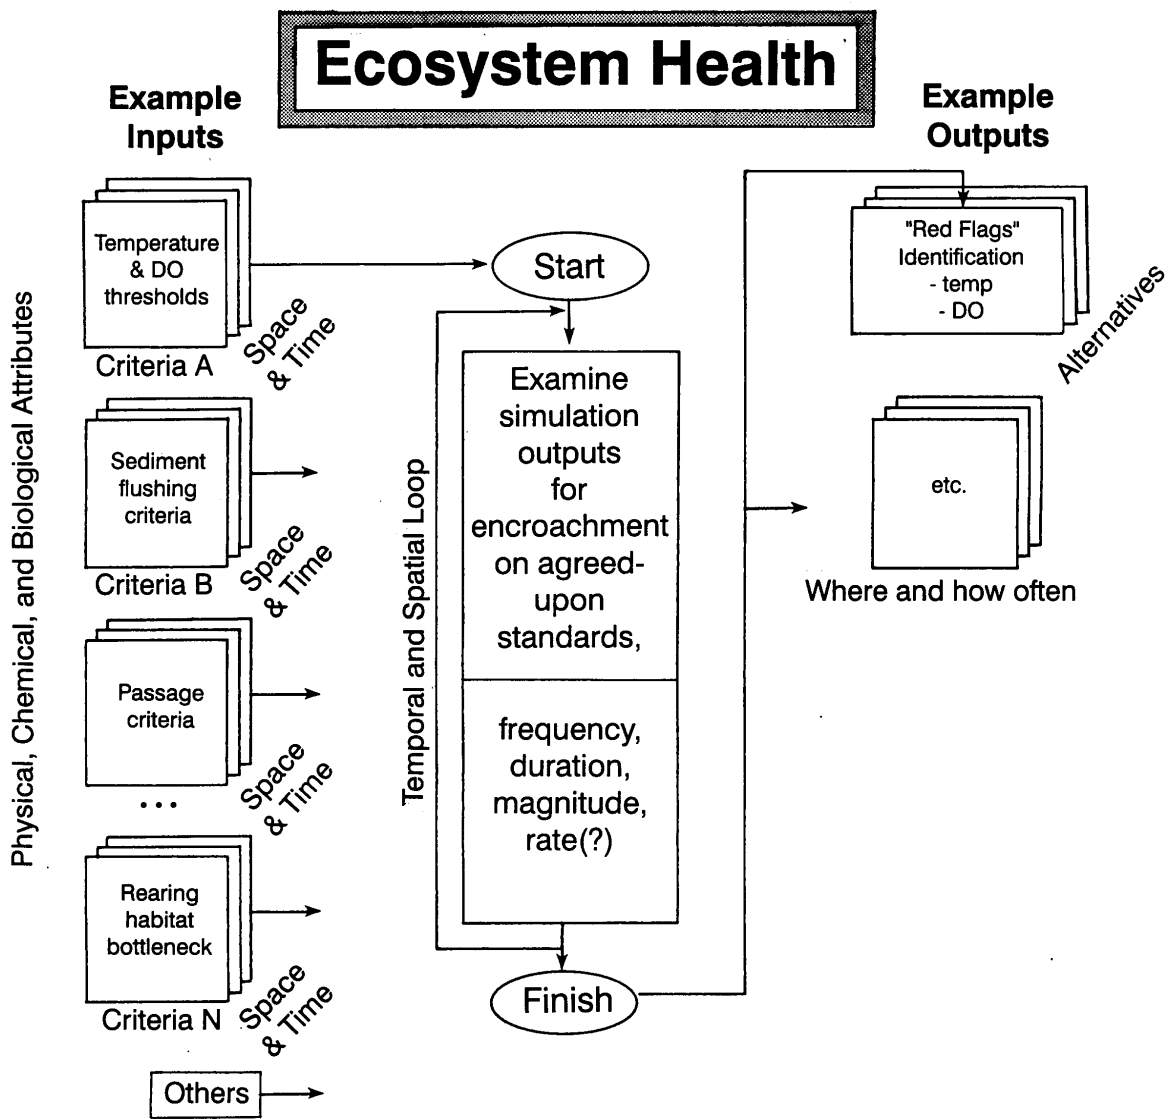 Ecosystem Health
Example
Inputs
Example
Outputs
Physical, Chemical, and Biological Attributes
Temperature
& DO
thresholds
Criteria A
Space
& Time
Sediment
flushing
criteria
Criteria B
Space
& Time
Passage
criteria
Space
& Time
...
Rearing
habitat
bottleneck
Criteria N
Space
& Time
Others
Temporal and Spatial Loop
Start
Examine
simulation
outputs
for
encroachment
on agreed-
upon
standards,
frequency,
duration,
magnitude,
rate(?)
Finish
"Red Flags"
Identification
- temp
- DO
Alternatives
etc.
Where and how often